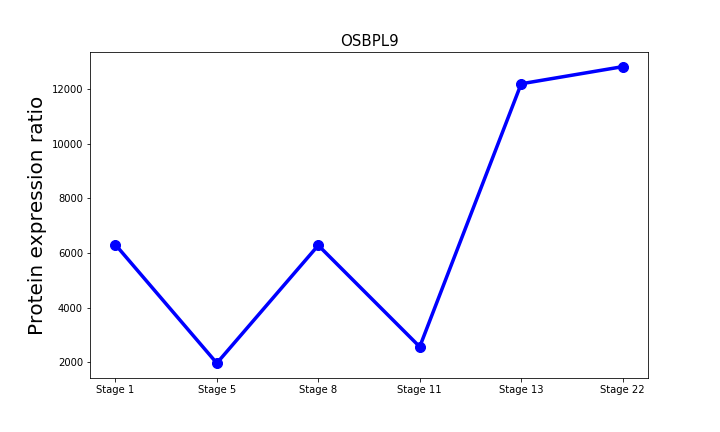 OSBPL9
Protein expression ratio
12000
10000
8000
6000
4000
2000
Stage 1 Stage 5 Stage 8 Stage 11 Stage 13 Stage 22